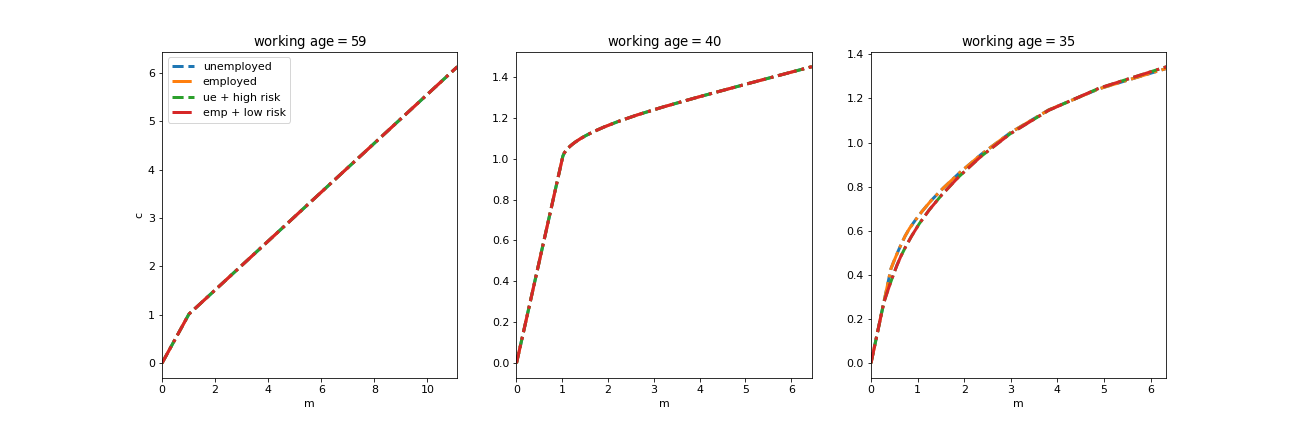 working age = 59
unemployed
employed
ue + high risk
emp + low risk
c
6
5
4
3
2
1
0
0 2 4 6 8 10
m
working age = 40
1.4
1.2
1.0
0.8
0.6
0.4
0.2
0.0
0 1 2 3 4 5 6
m
working age = 35
1.4
1.2
1.0
0.8
0.6
0.4
0.2
0.0
0 1 2 3 4 5 6
m